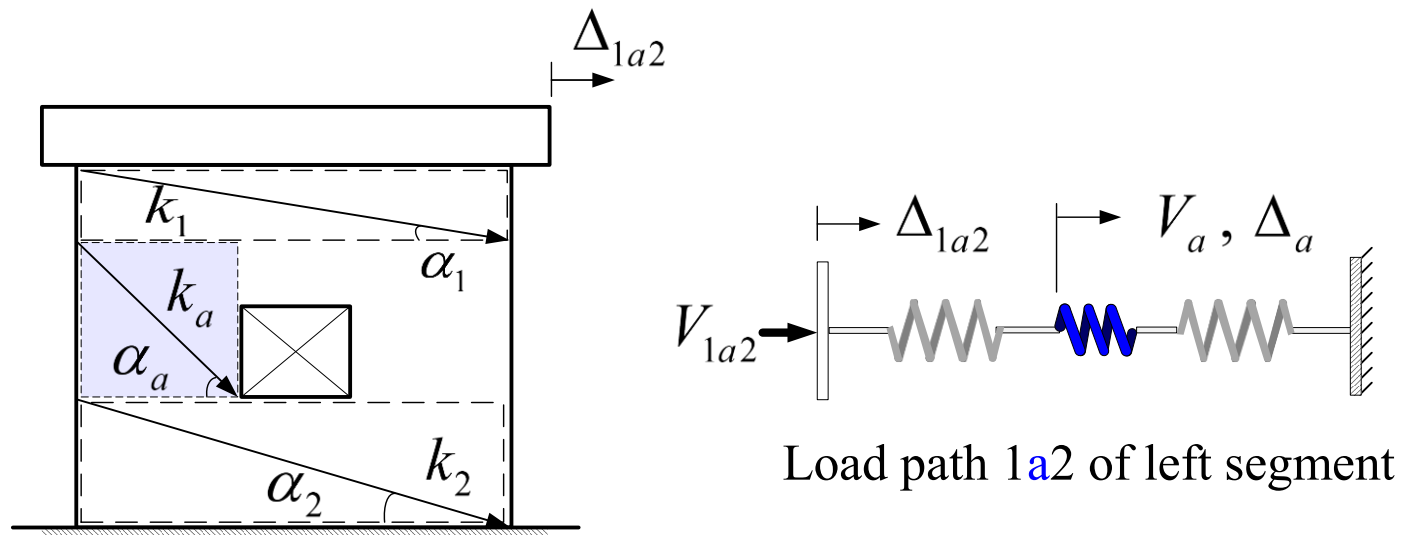 Δ₁ₐ₂
k₁
α₁
kₐ
αₐ
k₂
α₂
Δ₁ₐ₂
Vₐ , Δₐ
V₁ₐ₂
Load path 1a2 of left segment